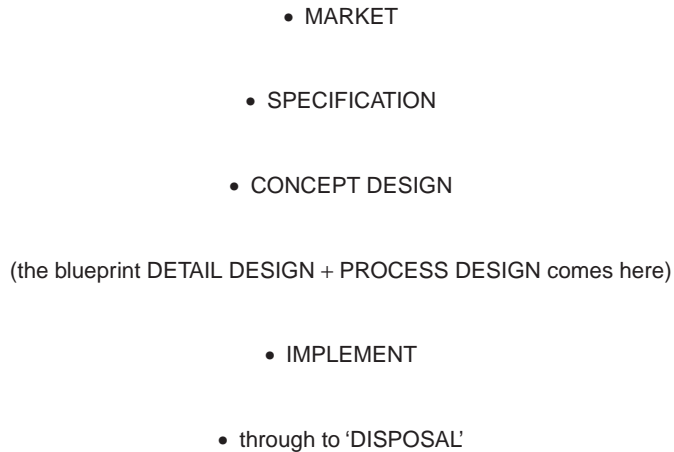 • MARKET
• SPECIFICATION
• CONCEPT DESIGN
(the blueprint DETAIL DESIGN + PROCESS DESIGN comes here)
• IMPLEMENT
• through to ‘DISPOSAL’